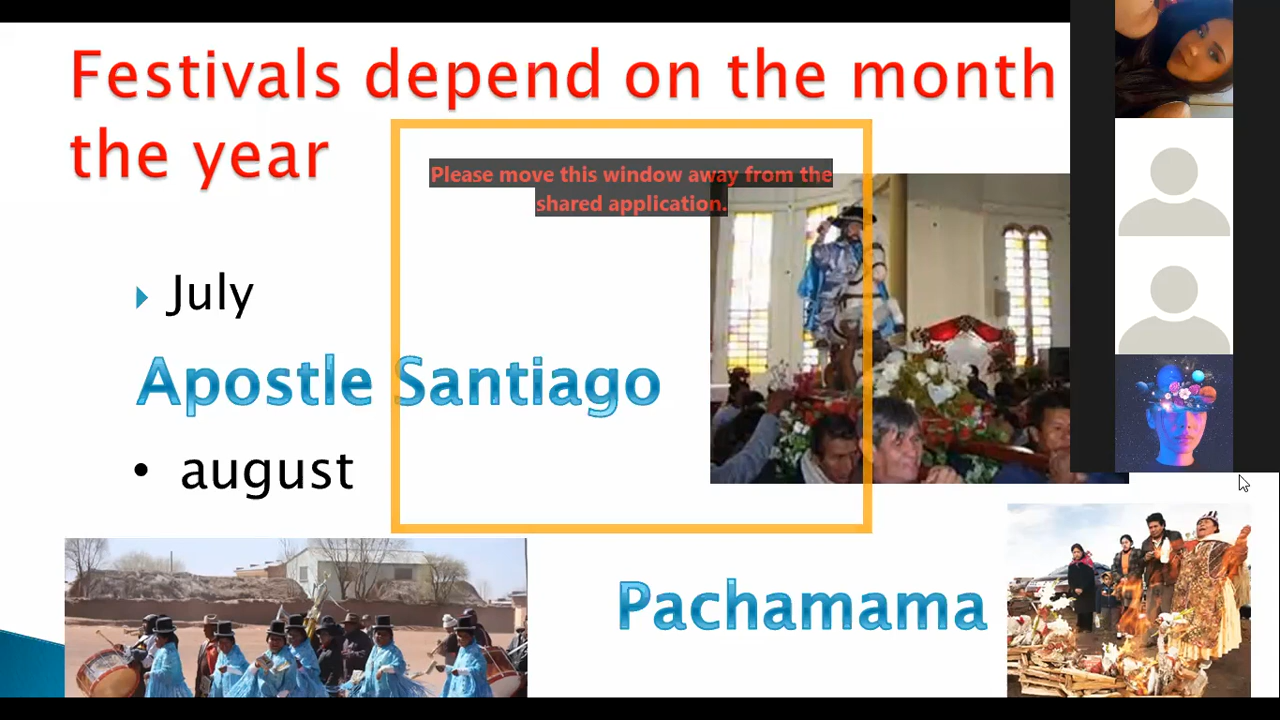 Festivals depend on the month
the year
Please move this window away from the
shared application.
July
Apostle Santiago
• august
Pachamama